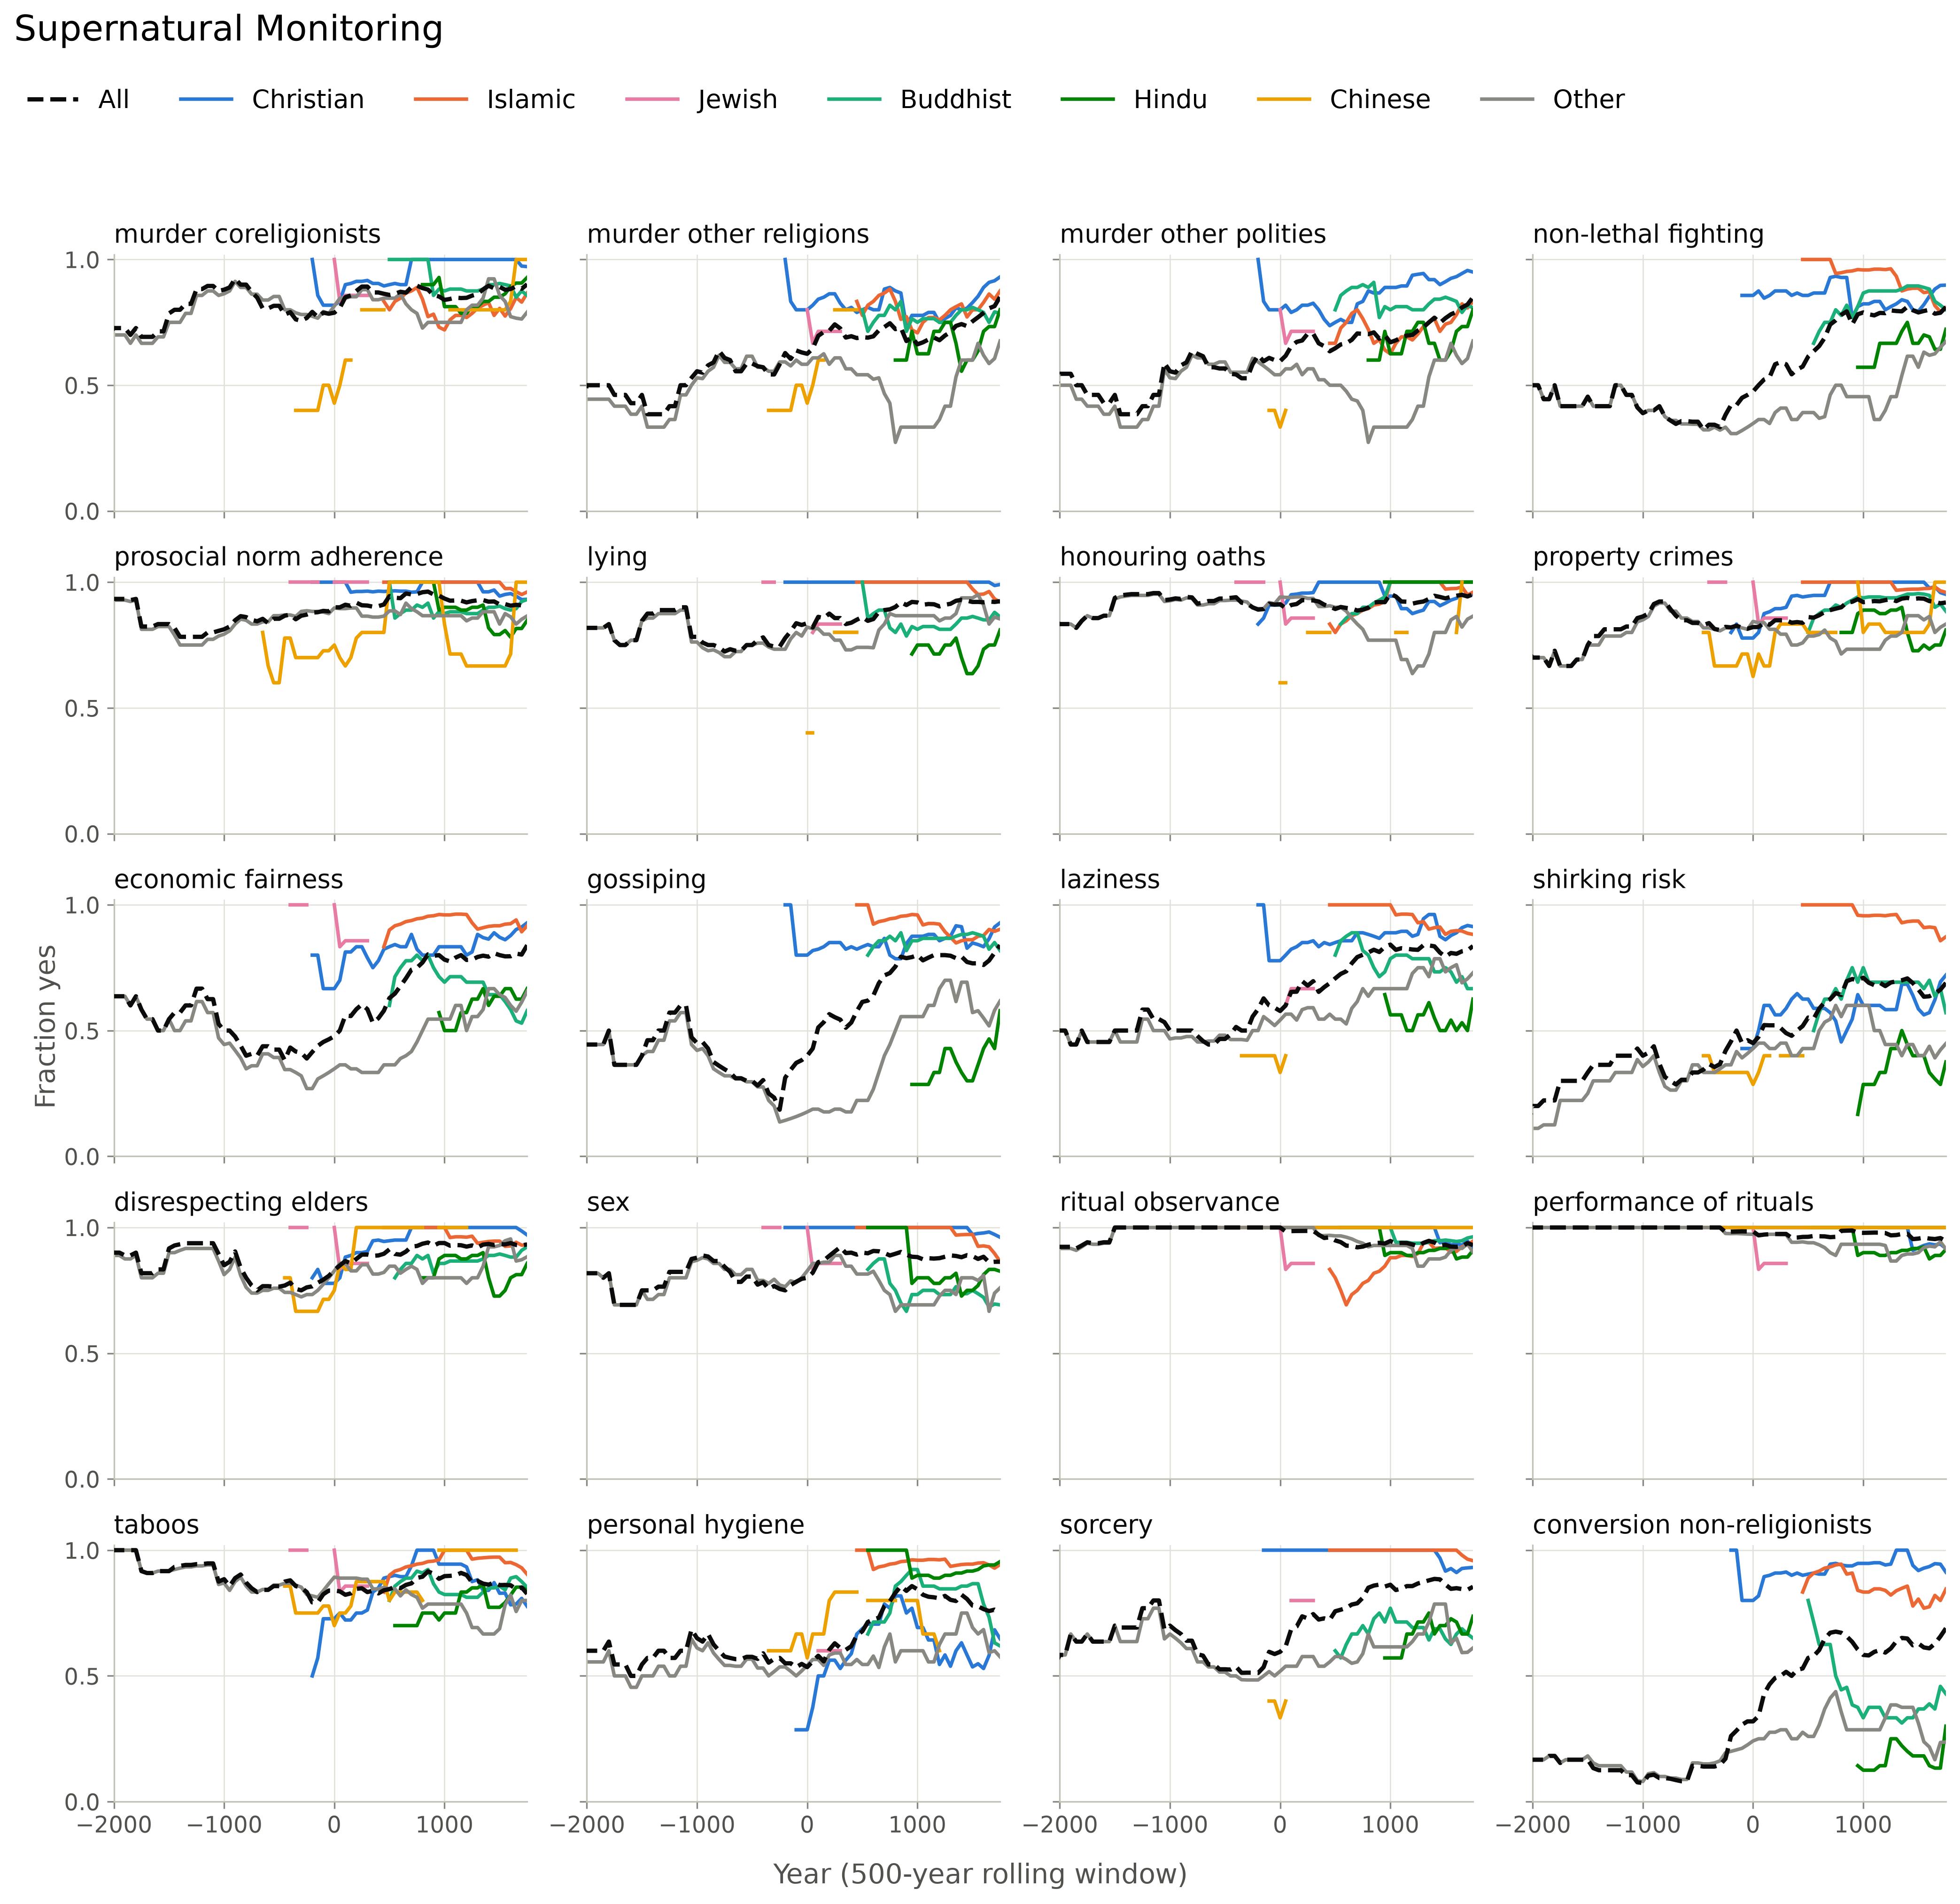 Supernatural Monitoring
All Christian Islamic Jewish Buddhist Hindu Chinese Other
murder coreligionists murder other religions murder other polities non-lethal fighting
1.0
0.5
0.0
prosocial norm adherence lying honouring oaths property crimes
1.0
0.5
0.0
economic fairness gossiping laziness shirking risk
1.0
0.5
0.0
Fraction yes
disrespecting elders sex ritual observance performance of rituals
1.0
0.5
0.0
taboos personal hygiene sorcery conversion non-religionists
1.0
0.5
0.0
−2000 −1000 0 1000 −2000 −1000 0 1000 −2000 −1000 0 1000 −2000 −1000 0 1000
Year (500-year rolling window)